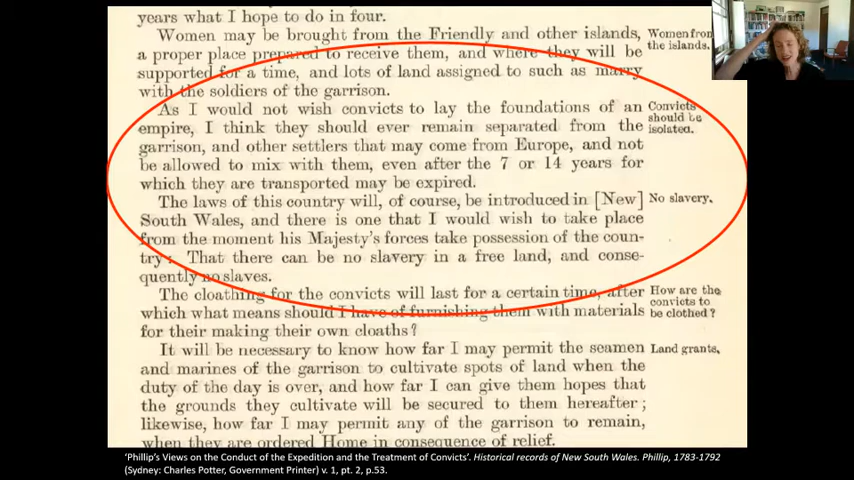 years what I hope to do in four.
Women may be brought from the Friendly and other islands,
a proper place prepared to receive them, and where they will be
supported for a time, and lots of land assigned to such as marry
with the soldiers of the garrison.
Women from
the islands.
As I would not wish convicts to lay the foundations of an
empire, I think they should ever remain separated from the
garrison, and other settlers that may come from Europe, and not
be allowed to mix with them, even after the 7 or 14 years for
which they are transported may be expired.
Convicts
should be
isolated.
The laws of this country will, of course, be introduced in [New]
South Wales, and there is one that I would wish to take place
from the moment his Majesty's forces take possession of the coun-
try: That there can be no slavery in a free land, and conse-
quently no slaves.
No slavery.
The cloathing for the convicts will last for a certain time, after
which what means should I have of furnishing them with materials
for their making their own cloaths?
How are the
convicts to
be clothed?
It will be necessary to know how far I may permit the seamen
and marines of the garrison to cultivate spots of land when the
duty of the day is over, and how far I can give them hopes that
the grounds they cultivate will be secured to them hereafter;
likewise, how far I may permit any of the garrison to remain,
when they are ordered Home in consequence of relief.
Land grants.
'Phillip's Views on the Conduct of the Expedition and the Treatment of Convicts'. Historical records of New South Wales. Phillip, 1783-1792
(Sydney: Charles Potter, Government Printer) v. 1, pt. 2, p.53.